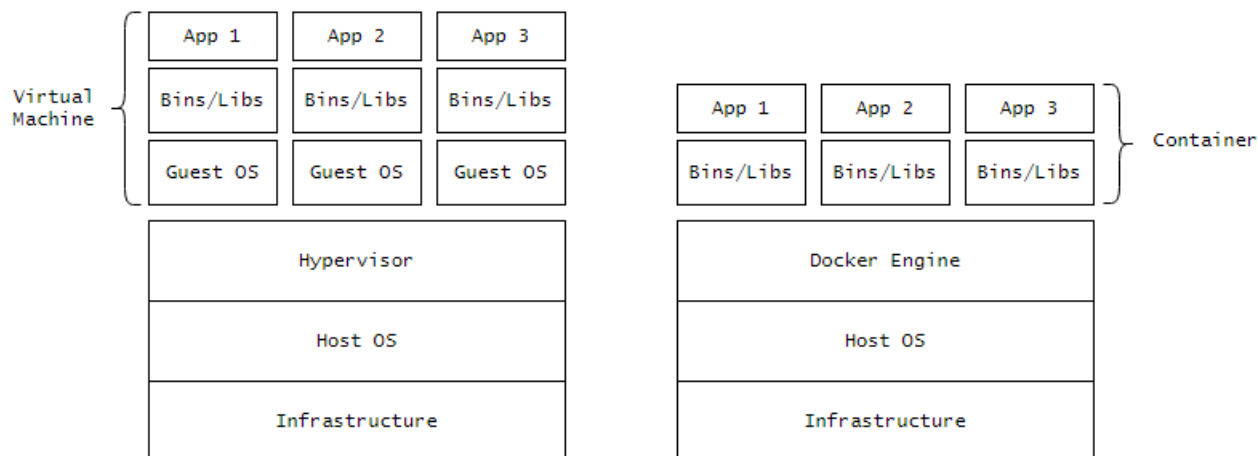 App 1 App 2 App 3
Virtual
Machine
Bins/Libs Bins/Libs Bins/Libs
Guest OS Guest OS Guest OS
Hypervisor
Host OS
Infrastructure
App 1 App 2 App 3
Container
Bins/Libs Bins/Libs Bins/Libs
Docker Engine
Host OS
Infrastructure